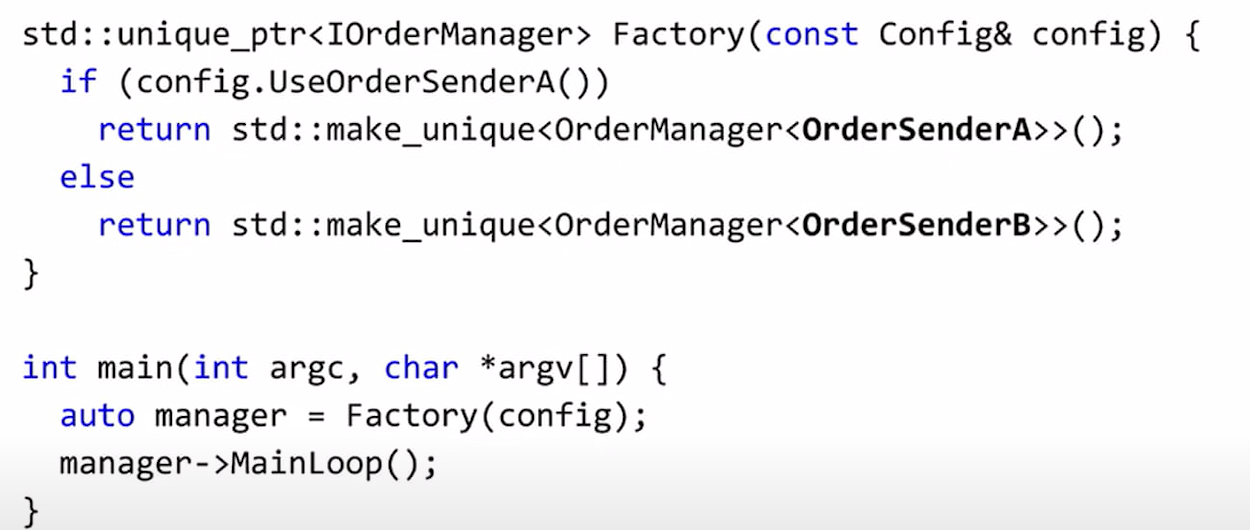 std::unique_ptr<IOrderManager> Factory(const Config& config) {
  if (config.UseOrderSenderA())
    return std::make_unique<OrderManager<OrderSenderA>>();
  else
    return std::make_unique<OrderManager<OrderSenderB>>();
}

int main(int argc, char *argv[]) {
  auto manager = Factory(config);
  manager->MainLoop();
}